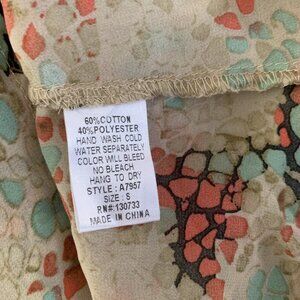 60%COTTON
40%POLYESTER
HAND WASH COLD
WATER SEPARATELY
COLOR WILL BLEED
NO BLEACH
HANG TO DRY
STYLE : A7957
SIZE : S
RN# 130733
MADE IN CHINA